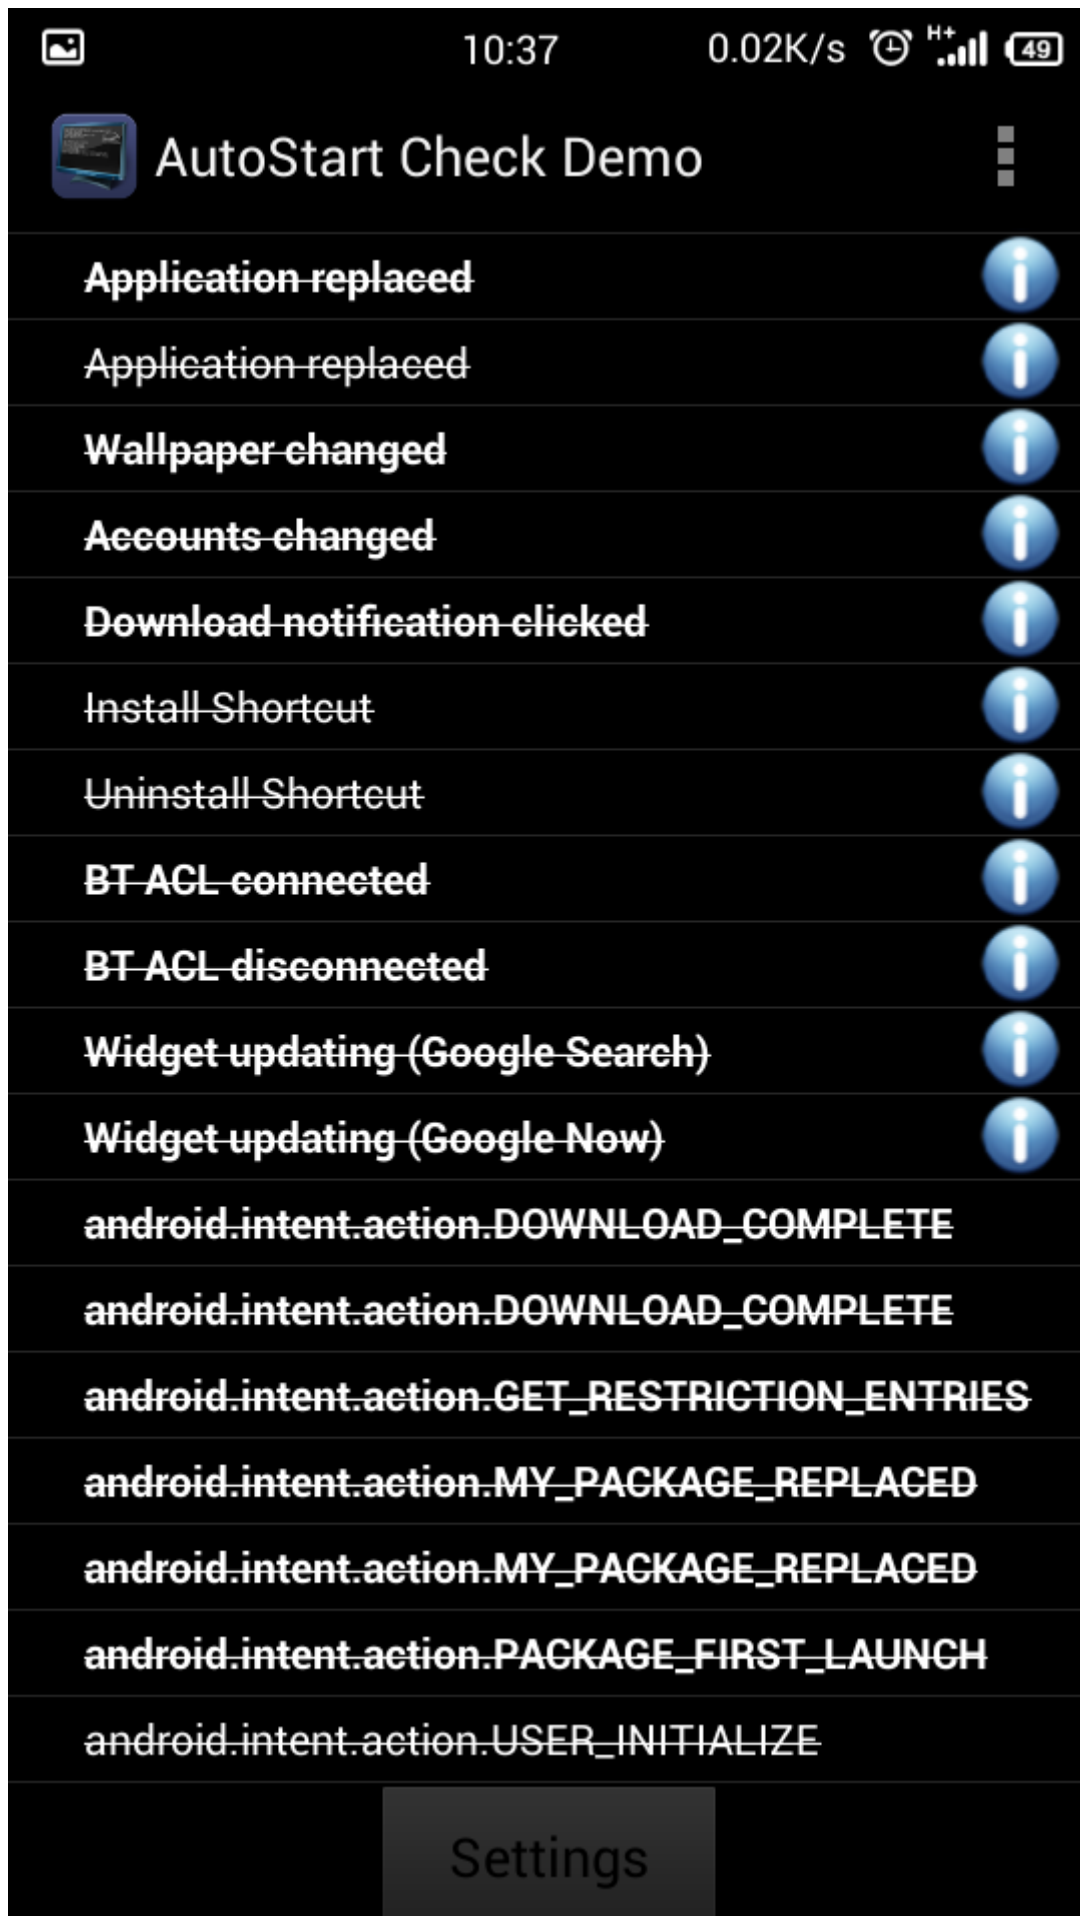 10:37 0.02K/s H+ 49
AutoStart Check Demo
Application replaced
Application replaced
Wallpaper changed
Accounts changed
Download notification clicked
Install Shortcut
Uninstall Shortcut
BT ACL connected
BT ACL disconnected
Widget updating (Google Search)
Widget updating (Google Now)
android.intent.action.DOWNLOAD_COMPLETE
android.intent.action.DOWNLOAD_COMPLETE
android.intent.action.GET_RESTRICTION_ENTRIES
android.intent.action.MY_PACKAGE_REPLACED
android.intent.action.MY_PACKAGE_REPLACED
android.intent.action.PACKAGE_FIRST_LAUNCH
android.intent.action.USER_INITIALIZE
Settings